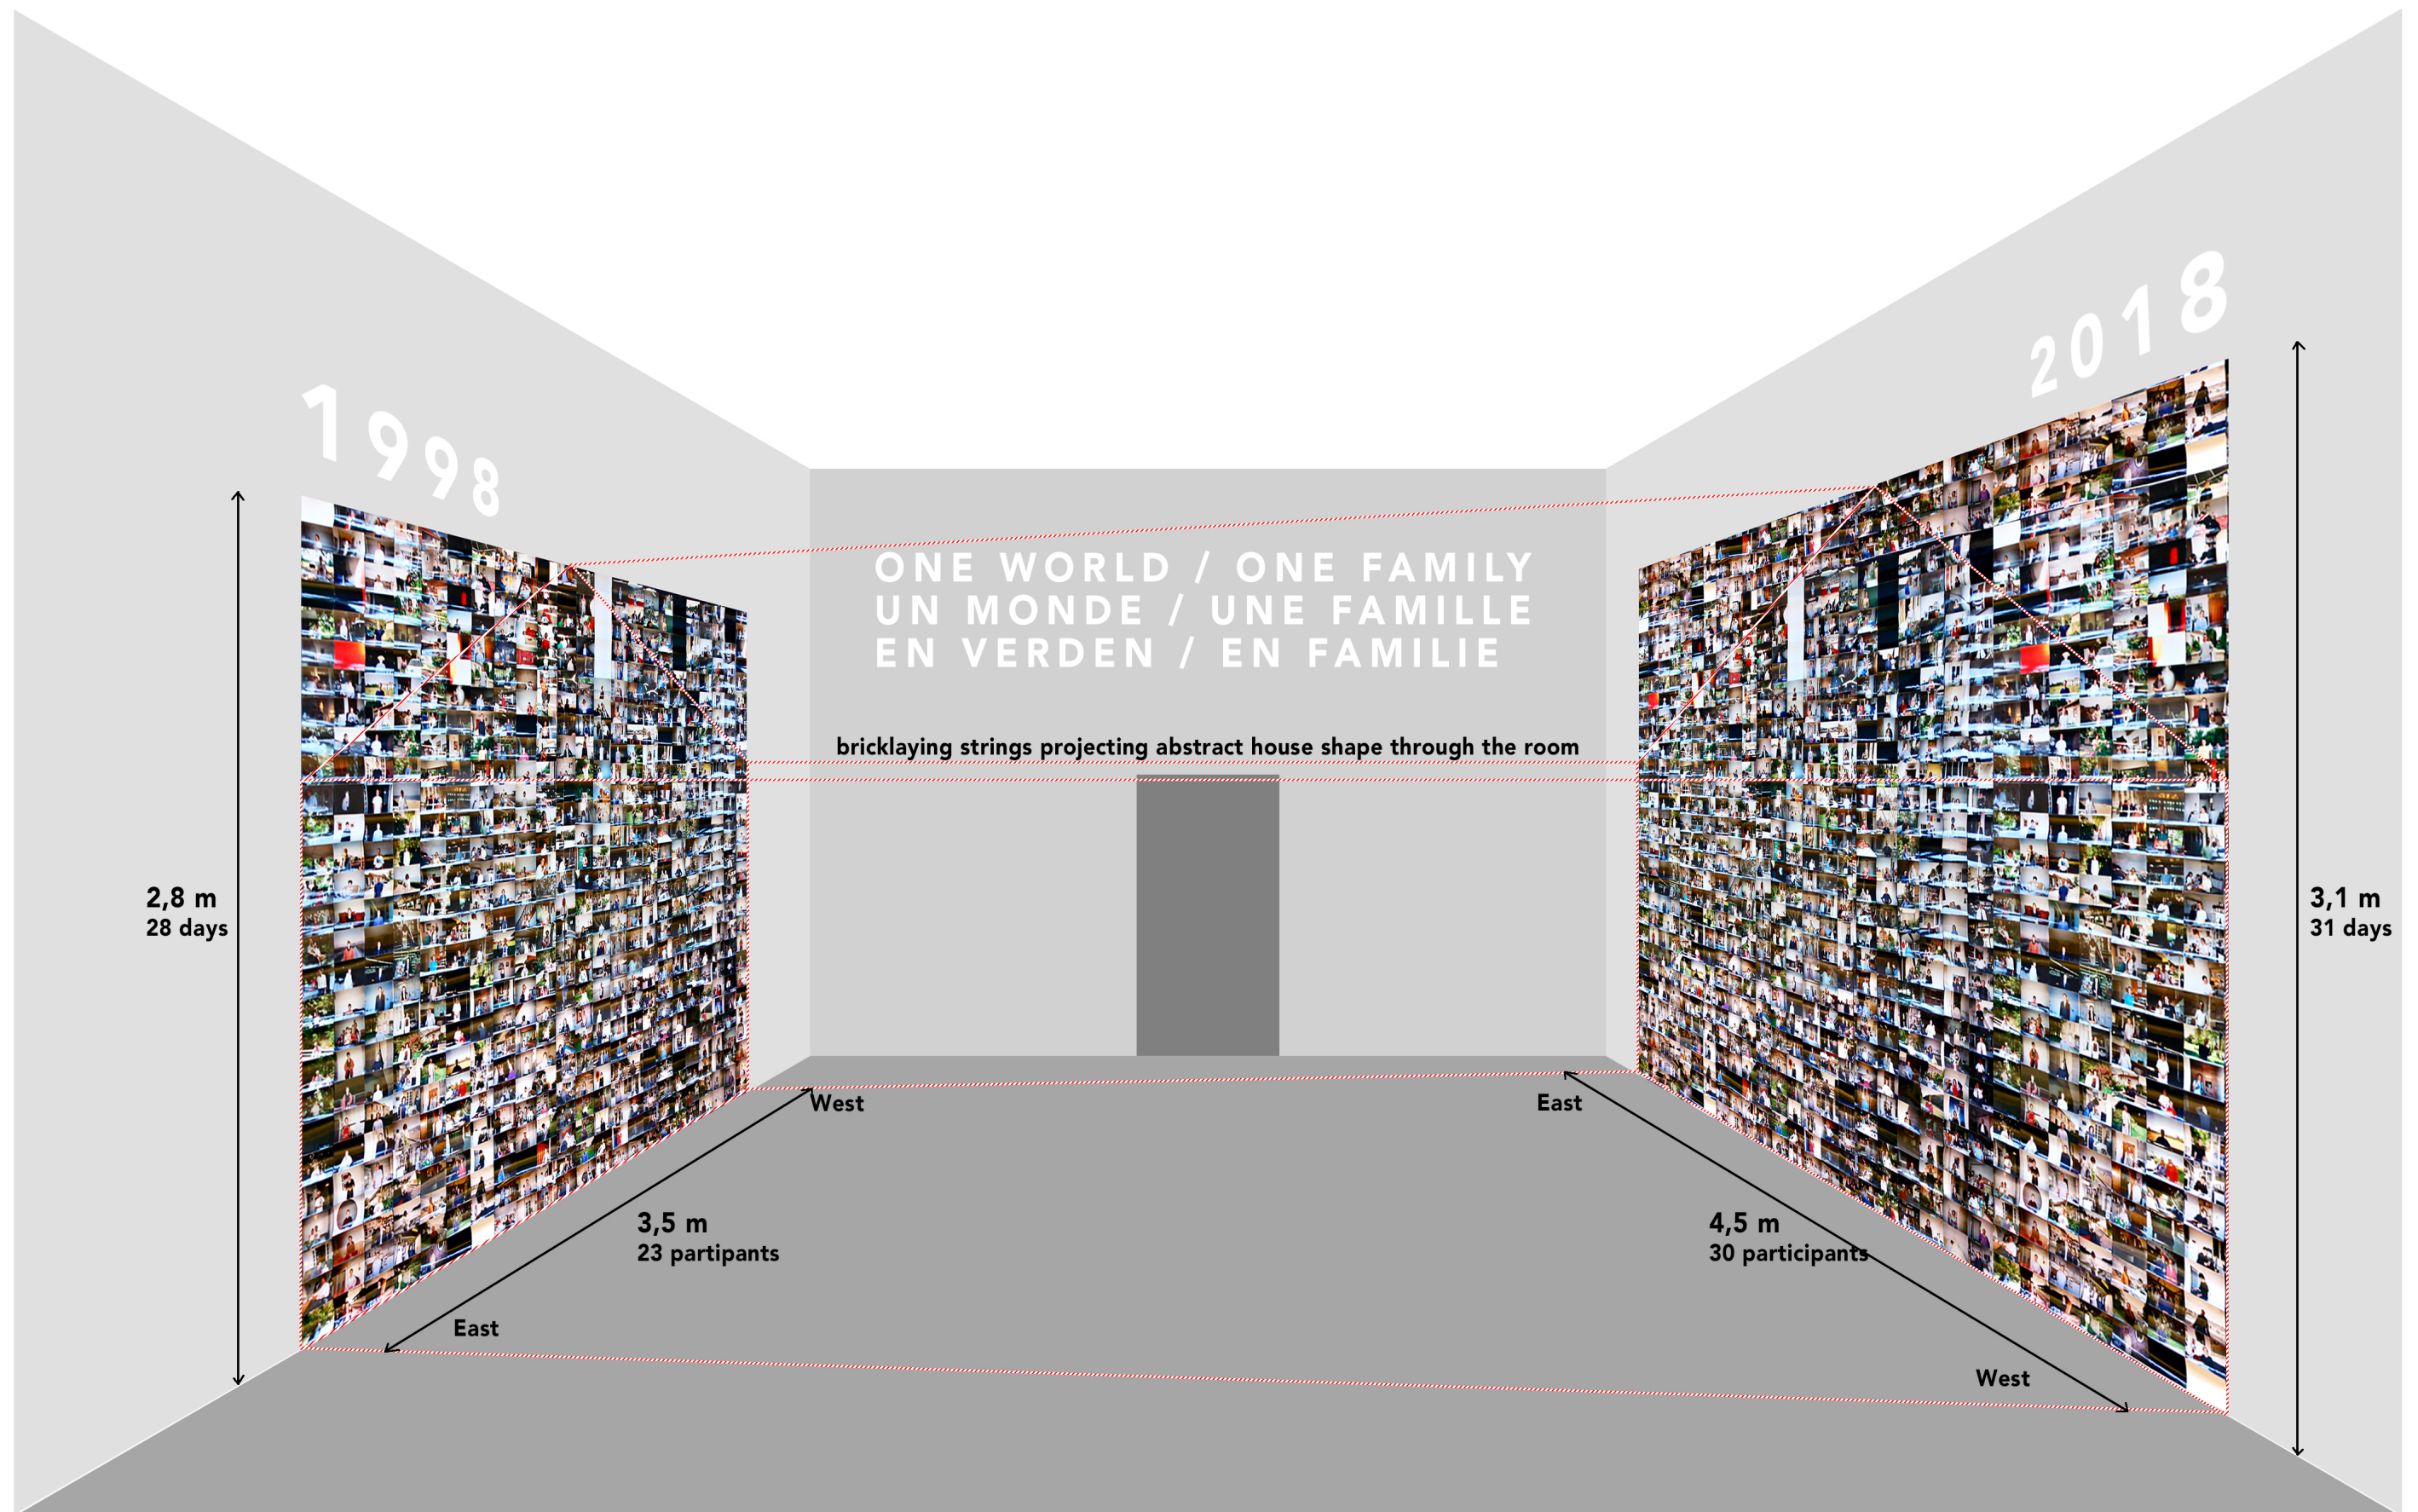 1998
2018
ONE WORLD / ONE FAMILY
UN MONDE / UNE FAMILLE
EN VERDEN / EN FAMILIE
bricklaying strings projecting abstract house shape through the room
2,8 m
28 days
3,1 m
31 days
West
East
3,5 m
23 partipants
4,5 m
30 participants
East
West